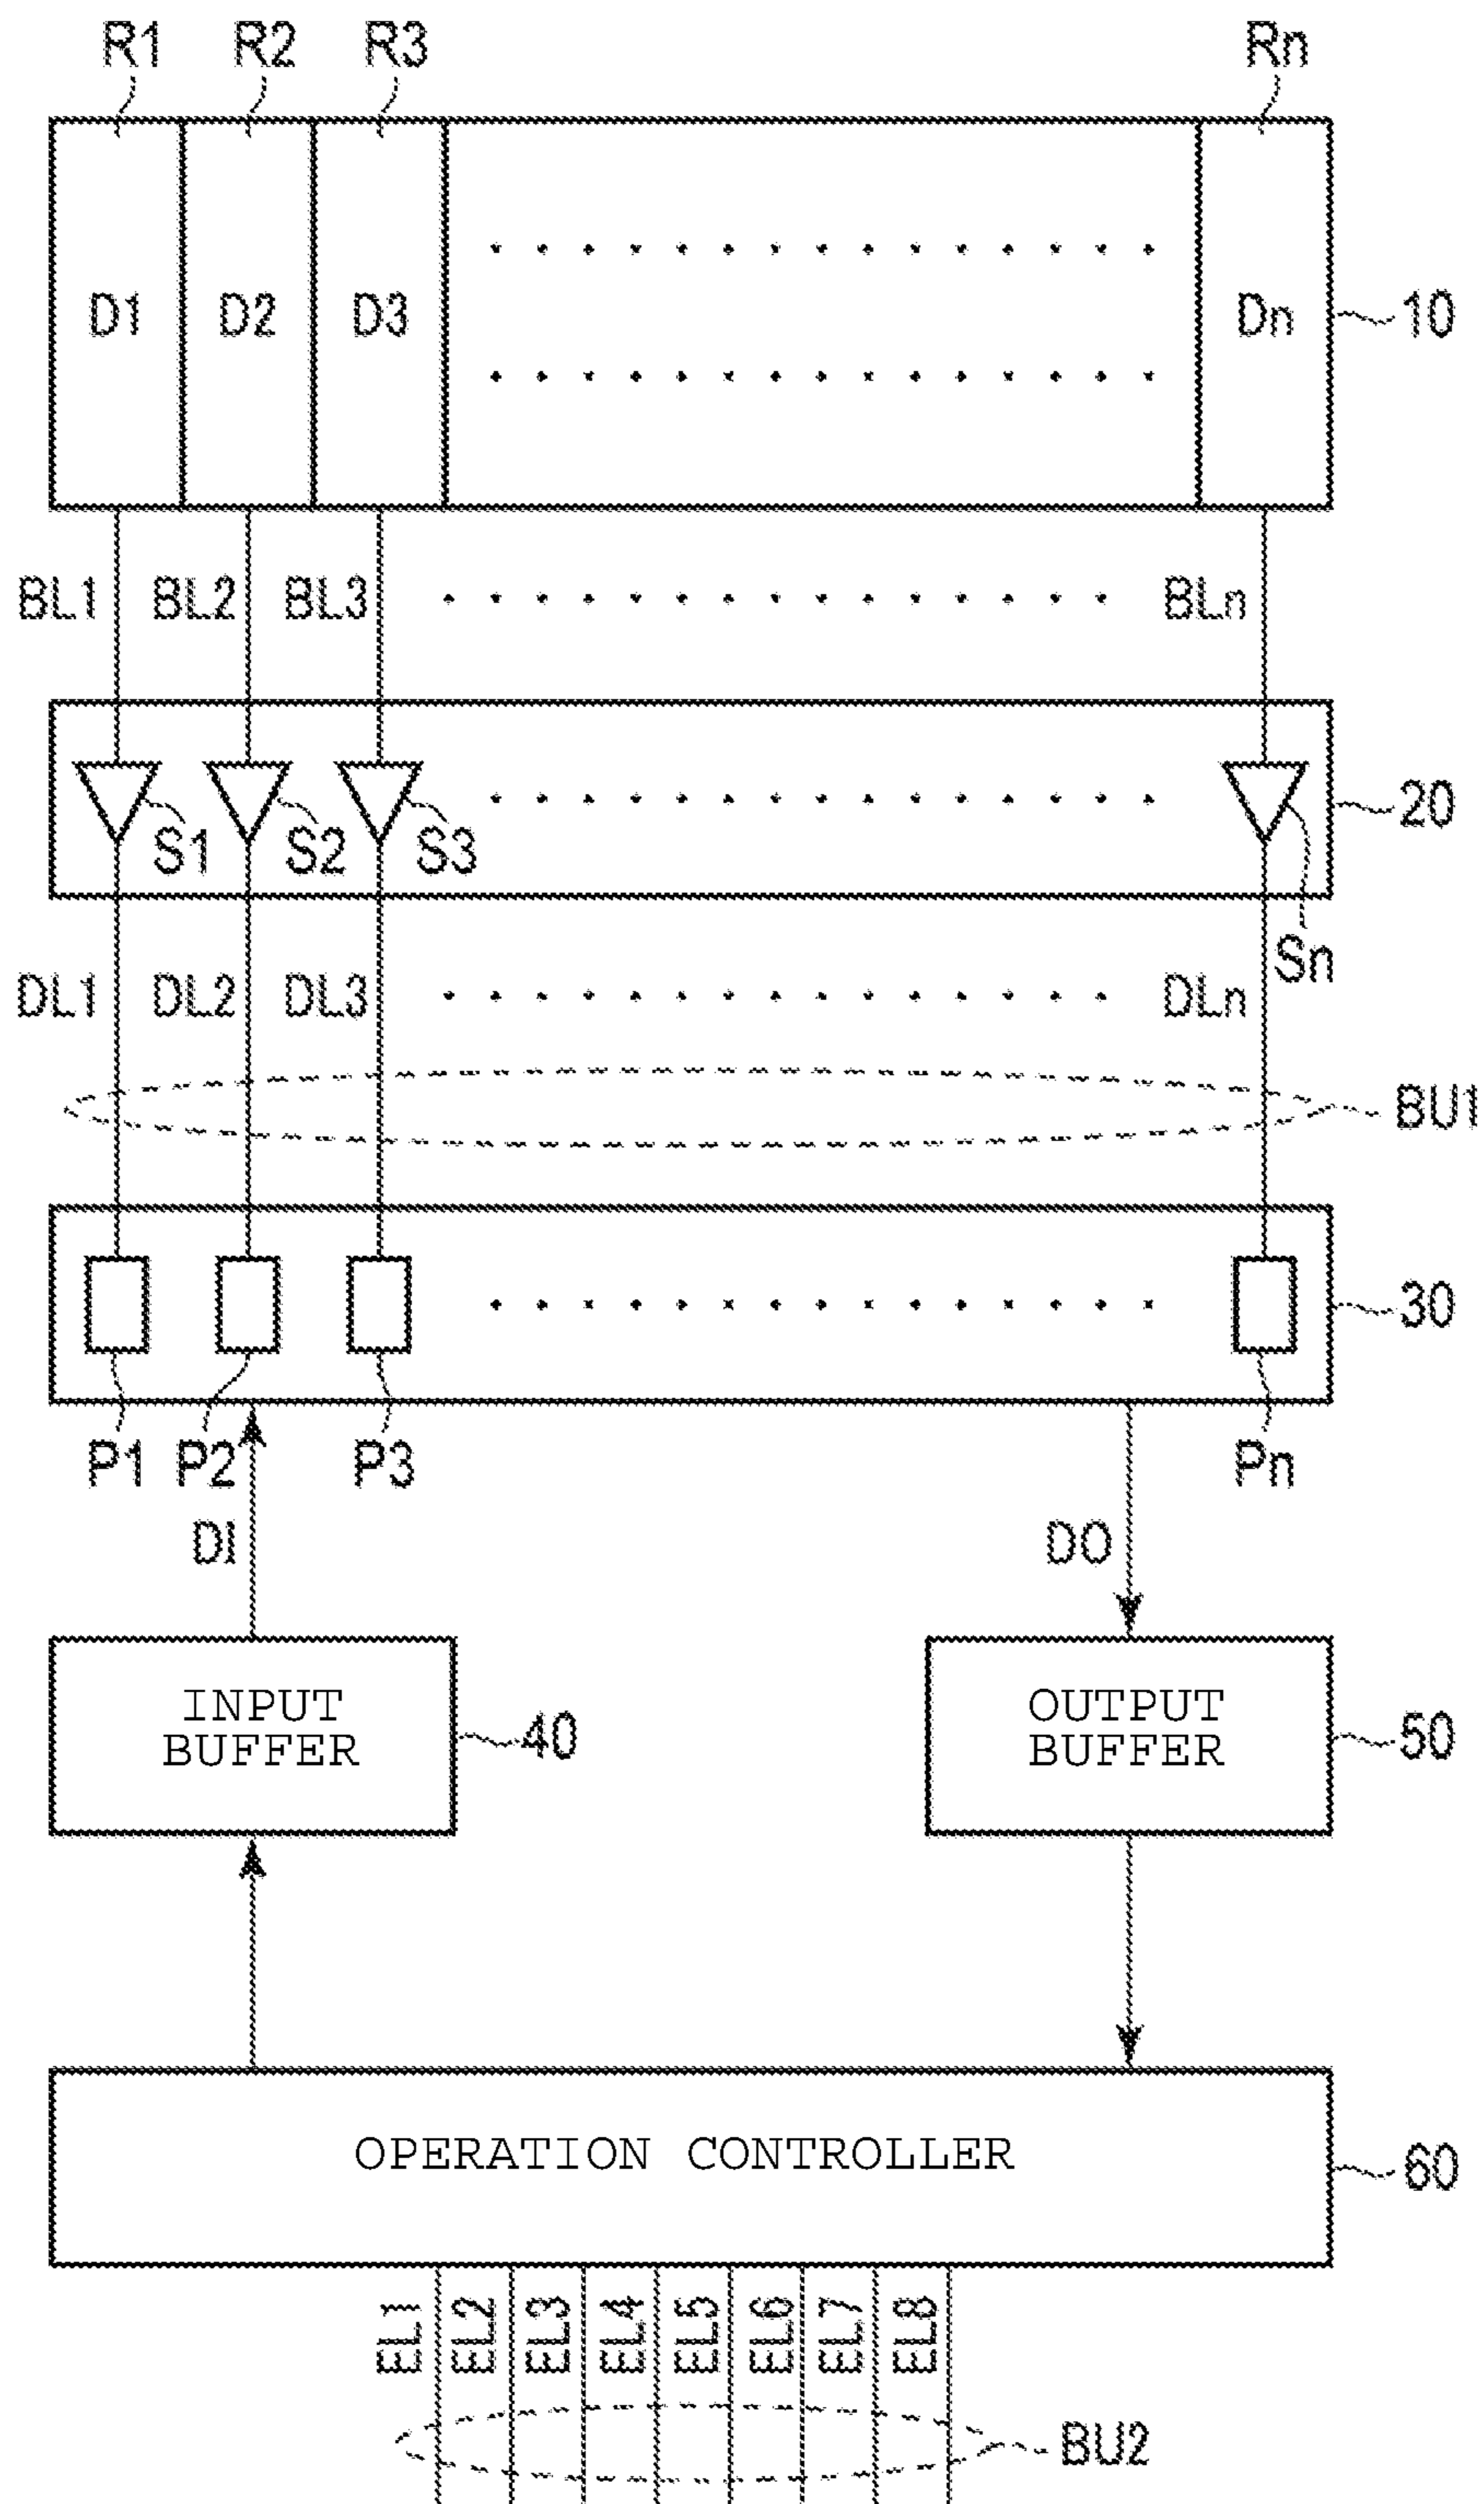 R1 R2 R3 Rn
D1 D2 D3 Dn 10
BL1 BL2 BL3 BLn
20
S1 S2 S3
Sn
DL1 DL2 DL3 DLn
BU1
30
P1 P2 P3 Pn
DI DO
INPUT
BUFFER
40
OUTPUT
BUFFER
50
OPERATION CONTROLLER
60
EL1 EL2 EL3 EL4 EL5 EL6 EL7 EL8
BU2